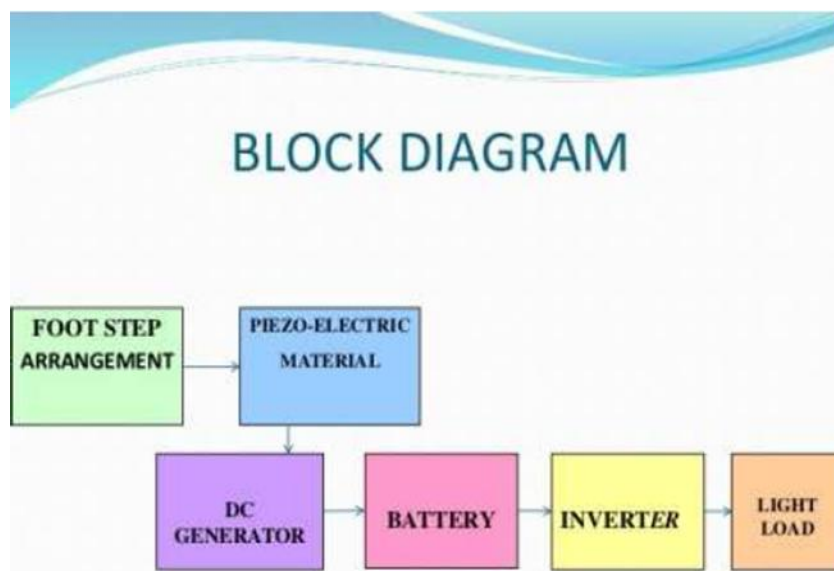 BLOCK DIAGRAM
FOOT STEP
ARRANGEMENT
PIEZO-ELECTRIC
MATERIAL
DC
GENERATOR
BATTERY
INVERTER
LIGHT
LOAD